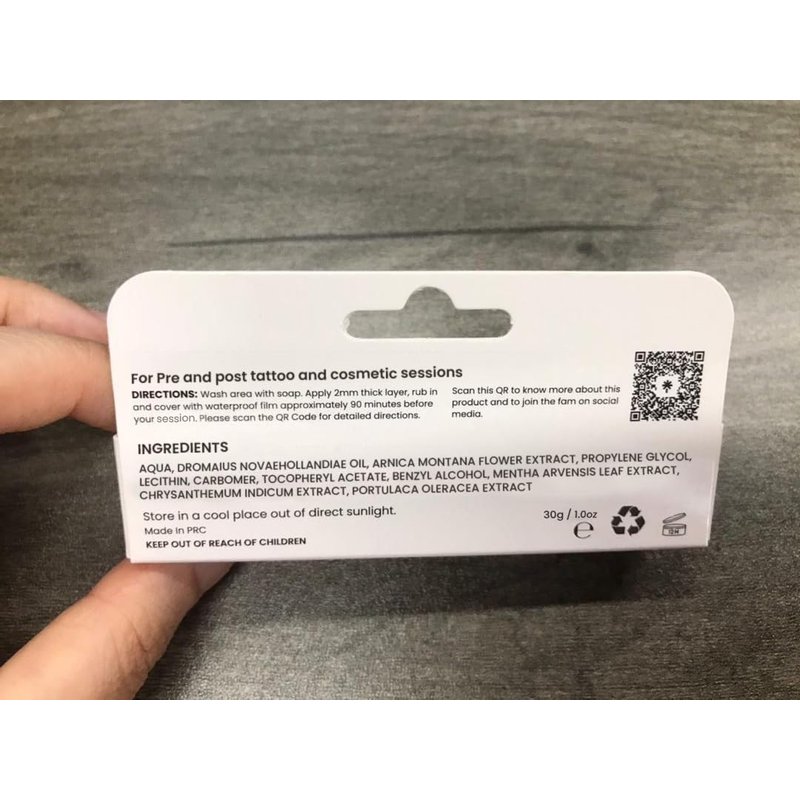 For Pre and post tattoo and cosmetic sessions
DIRECTIONS: Wash area with soap. Apply 2mm thick layer, rub in
and cover with waterproof film approximately 90 minutes before
your session. Please scan the QR Code for detailed directions.
Scan this QR to know more about this
product and to join the fam on social
media.
INGREDIENTS
AQUA, DROMAIUS NOVAEHOLLANDIAE OIL, ARNICA MONTANA FLOWER EXTRACT, PROPYLENE GLYCOL,
LECITHIN, CARBOMER, TOCOPHERYL ACETATE, BENZYL ALCOHOL, MENTHA ARVENSIS LEAF EXTRACT,
CHRYSANTHEMUM INDICUM EXTRACT, PORTULACA OLERACEA EXTRACT
Store in a cool place out of direct sunlight.
Made In PRC
KEEP OUT OF REACH OF CHILDREN
30g / 1.0oz
℮
12M